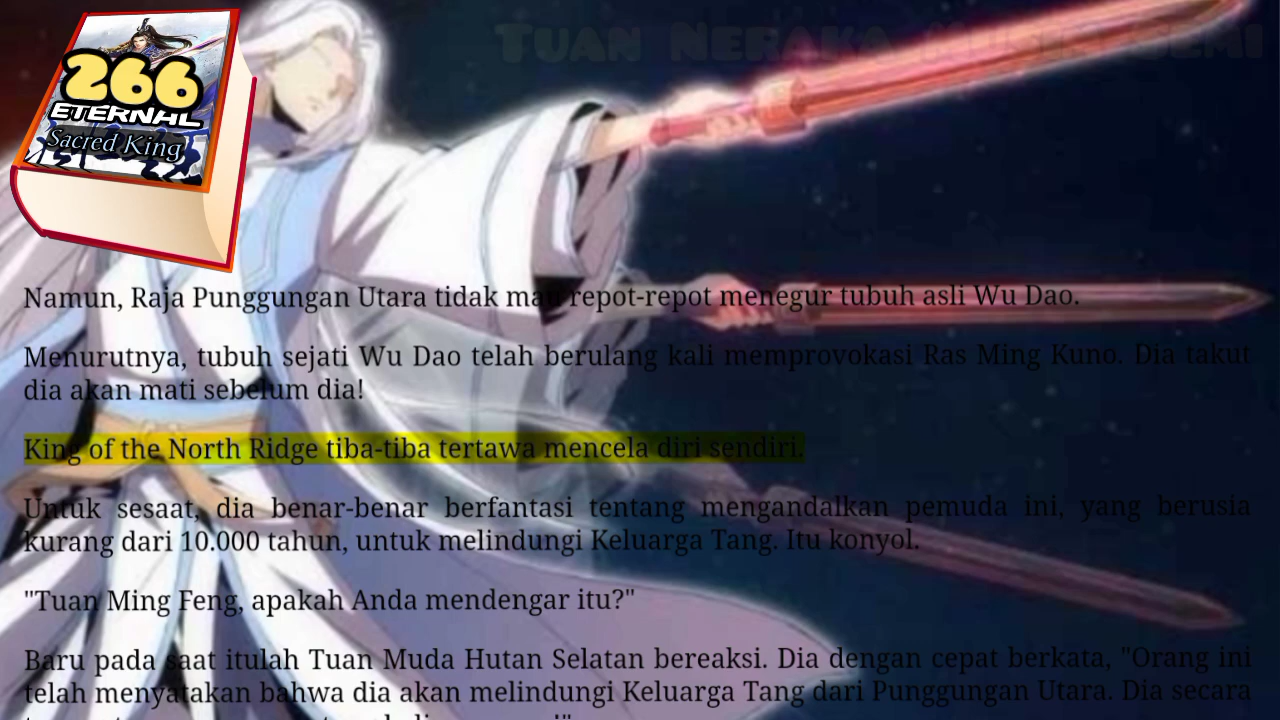 Tuan Neraka Musim Semi
266
ETERNAL
Sacred King
Namun, Raja Punggungan Utara tidak mau repot-repot menegur tubuh asli Wu Dao.
Menurutnya, tubuh sejati Wu Dao telah berulang kali memprovokasi Ras Ming Kuno. Dia takut
dia akan mati sebelum dia!
King of the North Ridge tiba-tiba tertawa mencela diri sendiri.
Untuk sesaat, dia benar-benar berfantasi tentang mengandalkan pemuda ini, yang berusia
kurang dari 10.000 tahun, untuk melindungi Keluarga Tang. Itu konyol.
"Tuan Ming Feng, apakah Anda mendengar itu?"
Baru pada saat itulah Tuan Muda Hutan Selatan bereaksi. Dia dengan cepat berkata, "Orang ini
telah menyatakan bahwa dia akan melindungi Keluarga Tang dari Punggungan Utara. Dia secara